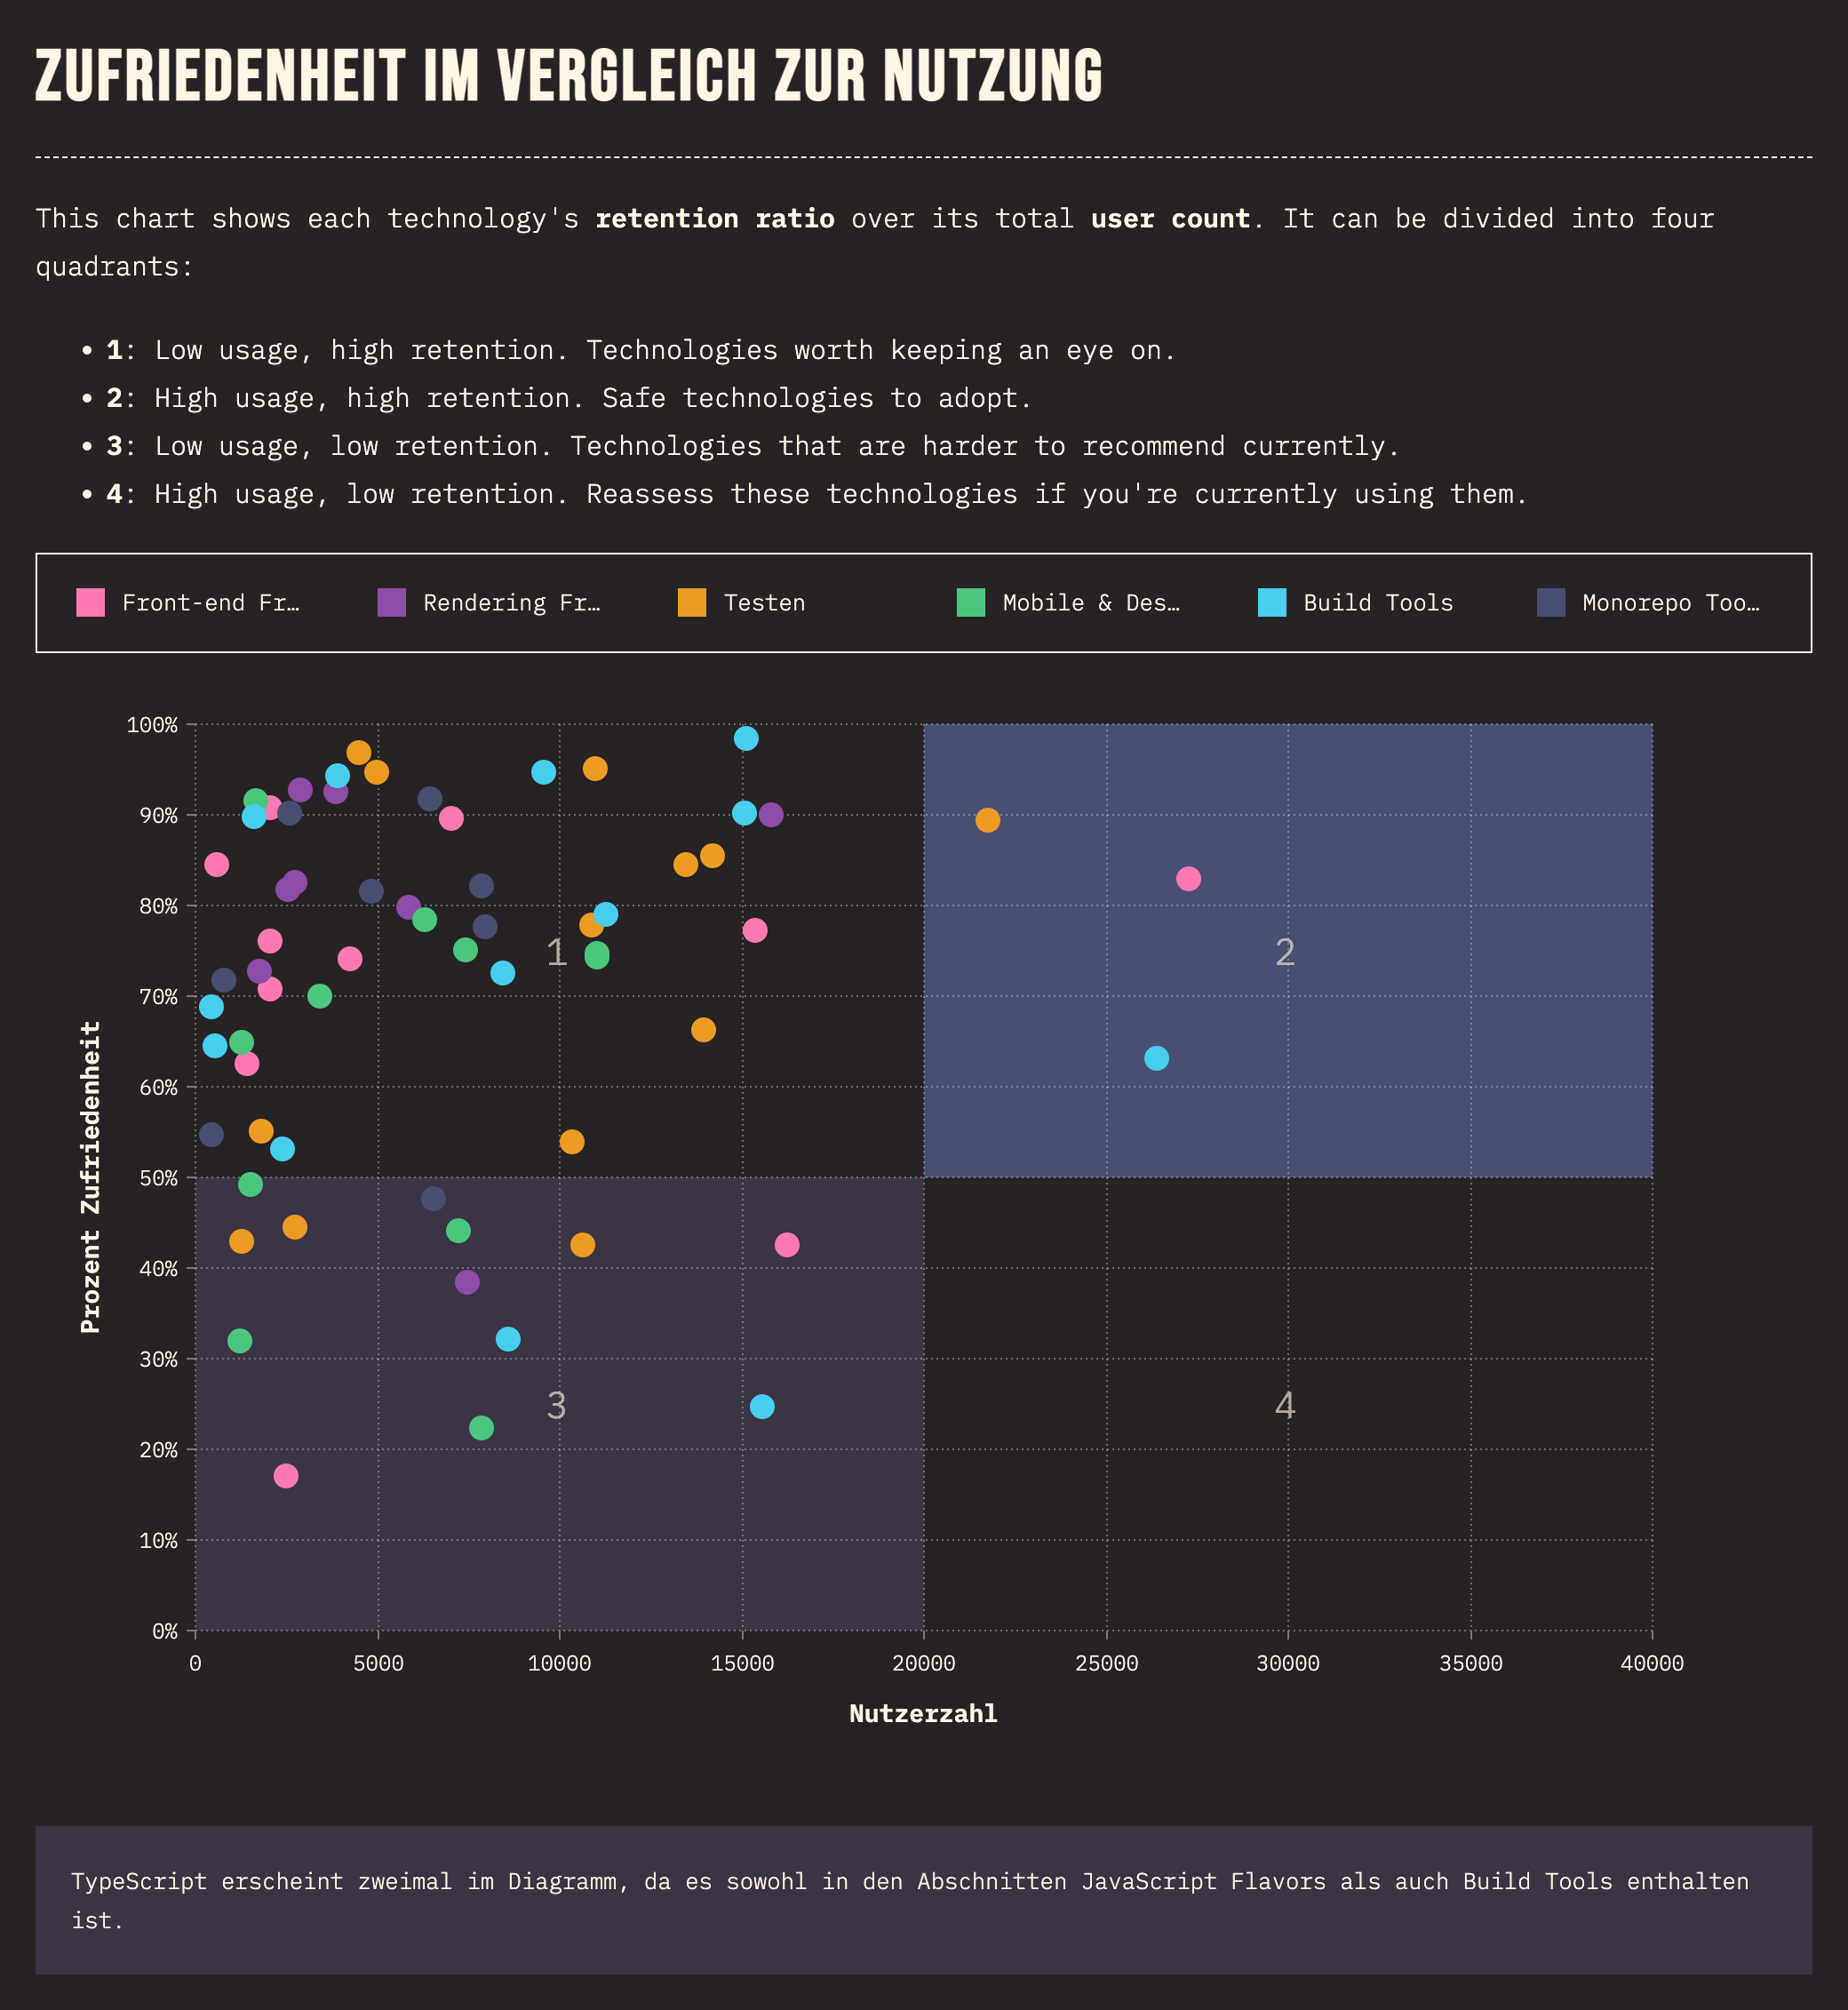 ZUFRIEDENHEIT IM VERGLEICH ZUR NUTZUNG
This chart shows each technology's retention ratio over its total user count. It can be divided into four
quadrants:
• 1: Low usage, high retention. Technologies worth keeping an eye on.
• 2: High usage, high retention. Safe technologies to adopt.
• 3: Low usage, low retention. Technologies that are harder to recommend currently.
• 4: High usage, low retention. Reassess these technologies if you're currently using them.
Front-end Fr…
Rendering Fr…
Testen
Mobile & Des…
Build Tools
Monorepo Too…
100%
90%
80%
70%
60%
50%
40%
30%
20%
10%
0%
Prozent Zufriedenheit
1
2
3
4
0
5000
10000
15000
20000
25000
30000
35000
40000
Nutzerzahl
TypeScript erscheint zweimal im Diagramm, da es sowohl in den Abschnitten JavaScript Flavors als auch Build Tools enthalten
ist.